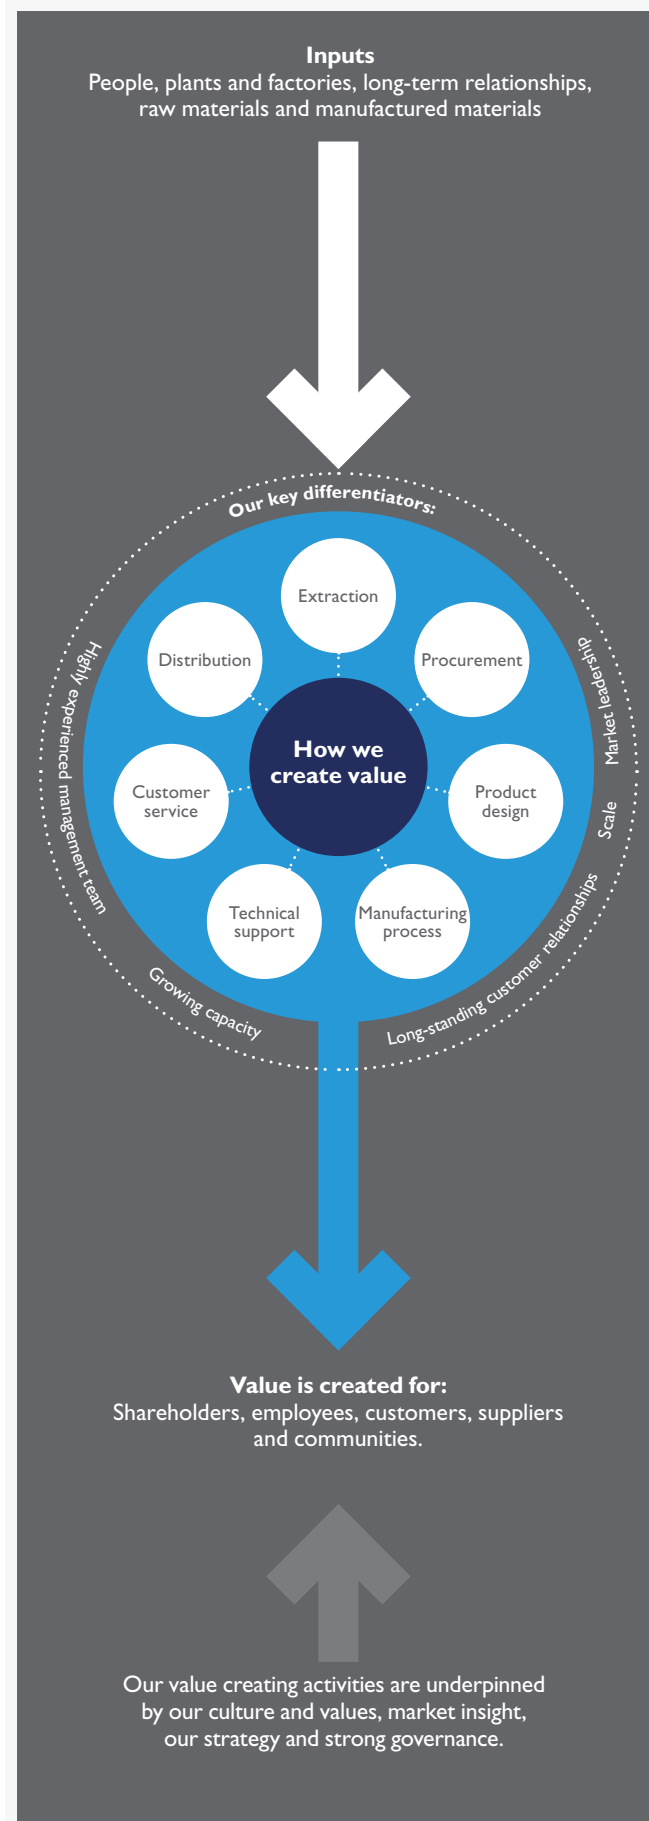 Inputs
People, plants and factories, long-term relationships,
raw materials and manufactured materials
Our key differentiators:
Market leadership
Scale
Long-standing customer relationships
Growing capacity
Highly experienced management team
Extraction
Procurement
Product
design
Manufacturing
process
Technical
support
Customer
service
Distribution
How we
create value
Value is created for:
Shareholders, employees, customers, suppliers
and communities.
Our value creating activities are underpinned
by our culture and values, market insight,
our strategy and strong governance.